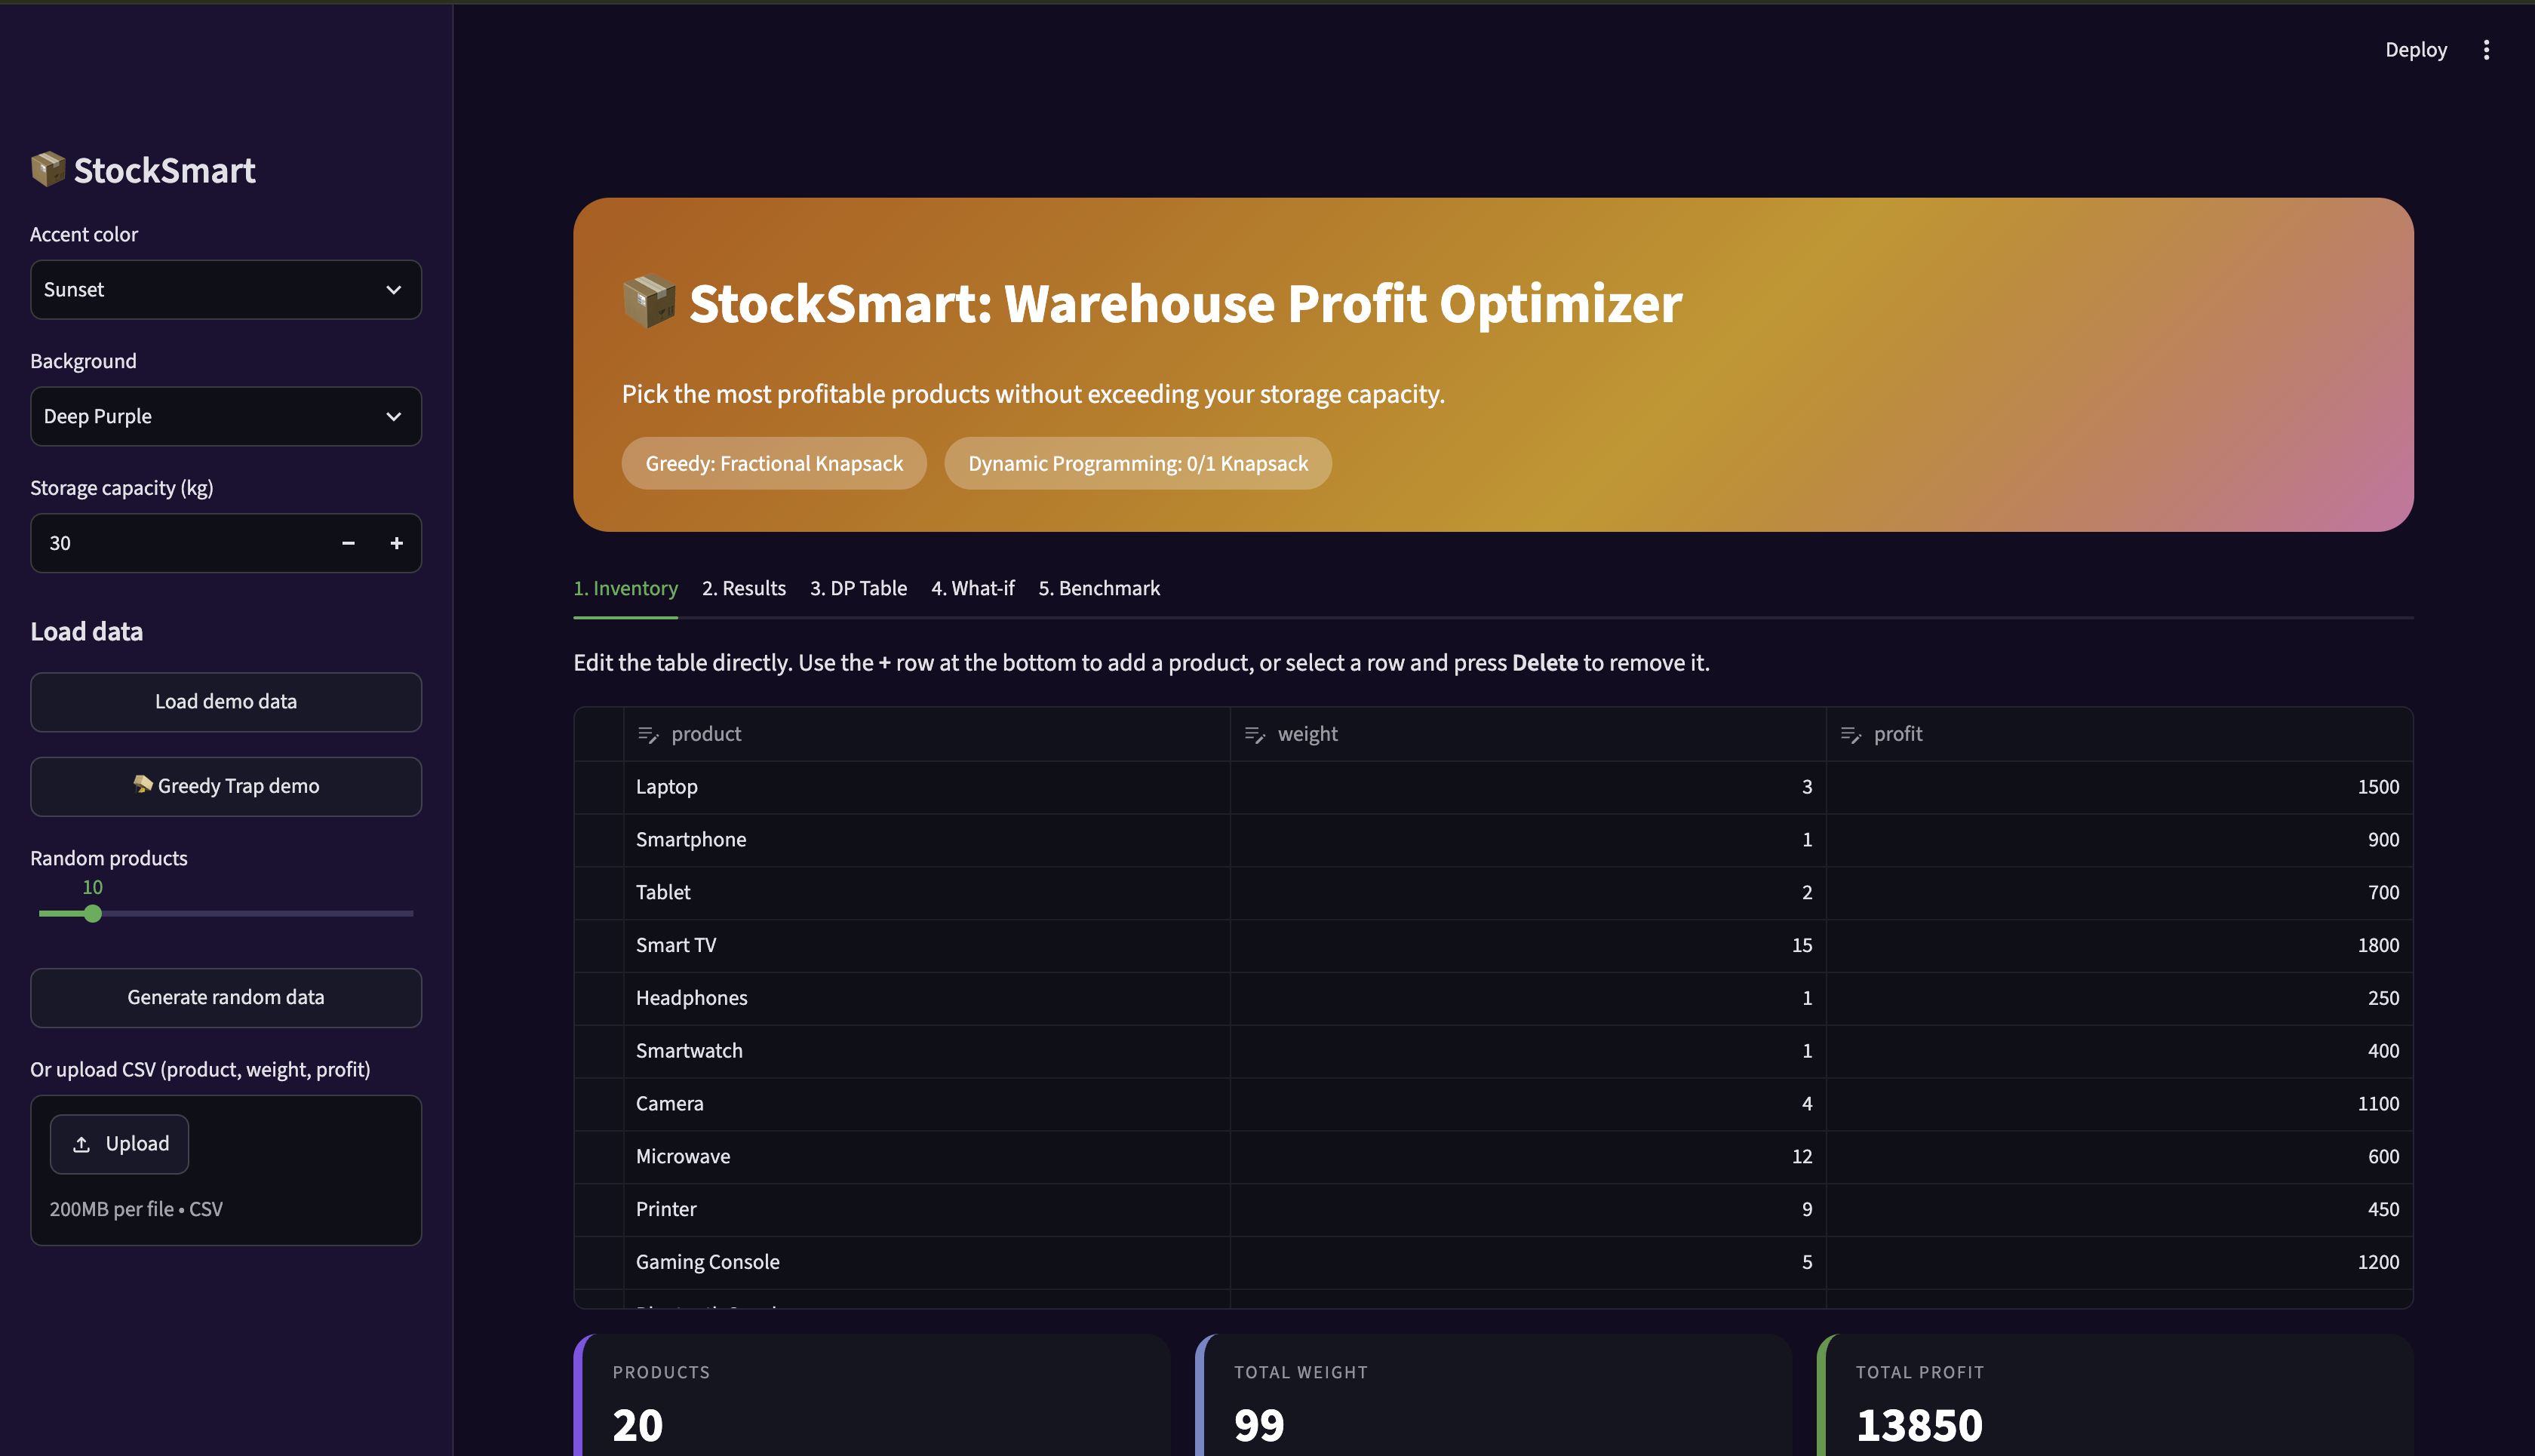 Deploy
StockSmart
Accent color
Sunset
Background
Deep Purple
Storage capacity (kg)
30
Load data
Load demo data
Greedy Trap demo
Random products
10
Generate random data
Or upload CSV (product, weight, profit)
Upload
200MB per file • CSV
StockSmart: Warehouse Profit Optimizer
Pick the most profitable products without exceeding your storage capacity.
Greedy: Fractional Knapsack Dynamic Programming: 0/1 Knapsack
1. Inventory 2. Results 3. DP Table 4. What-if 5. Benchmark
Edit the table directly. Use the + row at the bottom to add a product, or select a row and press Delete to remove it.
product weight profit
Laptop 3 1500
Smartphone 1 900
Tablet 2 700
Smart TV 15 1800
Headphones 1 250
Smartwatch 1 400
Camera 4 1100
Microwave 12 600
Printer 9 450
Gaming Console 5 1200
PRODUCTS TOTAL WEIGHT TOTAL PROFIT
20 99 13850